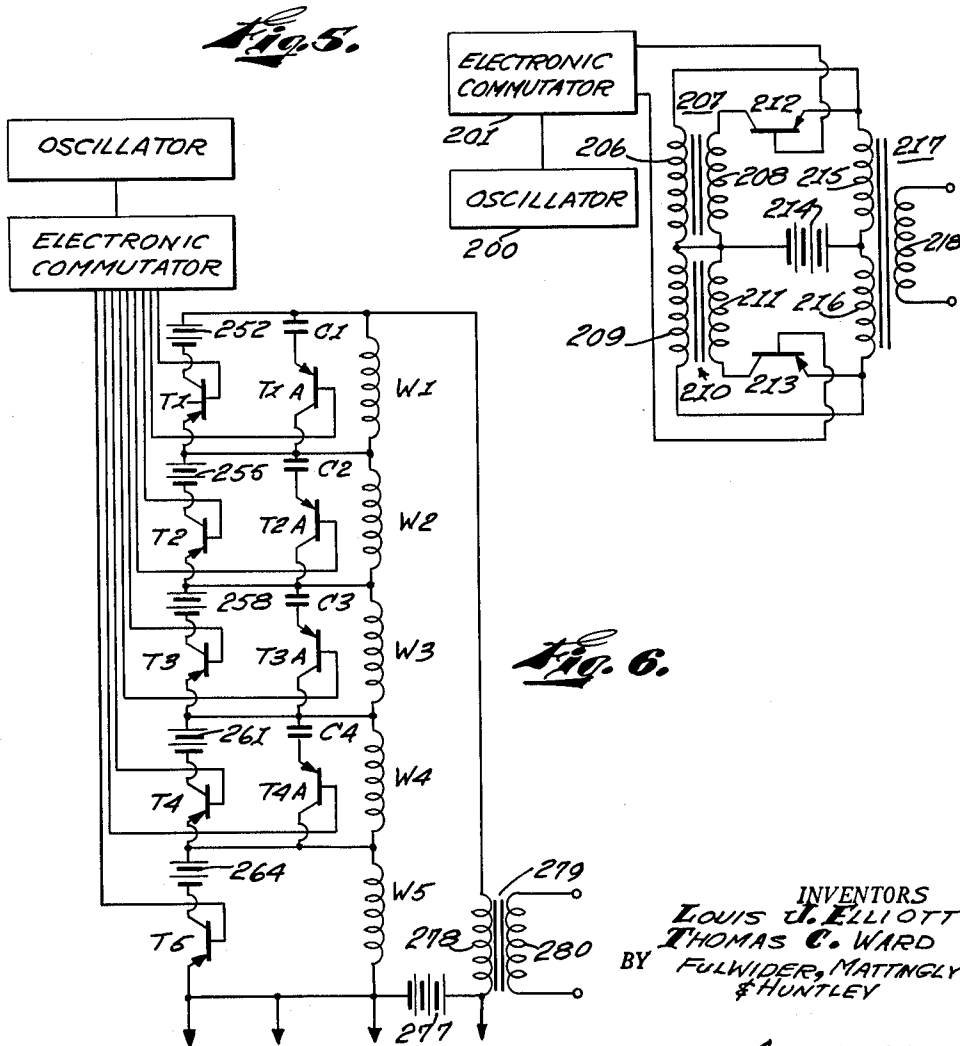 Fig. 5.
ELECTRONIC
COMMUTATOR
201
OSCILLATOR
200
207
212
206
208
215
217
214
218
209
211
216
210
213
OSCILLATOR
ELECTRONIC
COMMUTATOR
252
C1
T1
T1A
W1
255
C2
T2
T2A
W2
258
C3
T3
T3A
W3
Fig. 6.
261
C4
T4
T4A
W4
264
W5
T5
279
278
280
277
INVENTORS
LOUIS J. ELLIOTT
THOMAS C. WARD
BY FULWIDER, MATTINGLY
& HUNTLEY